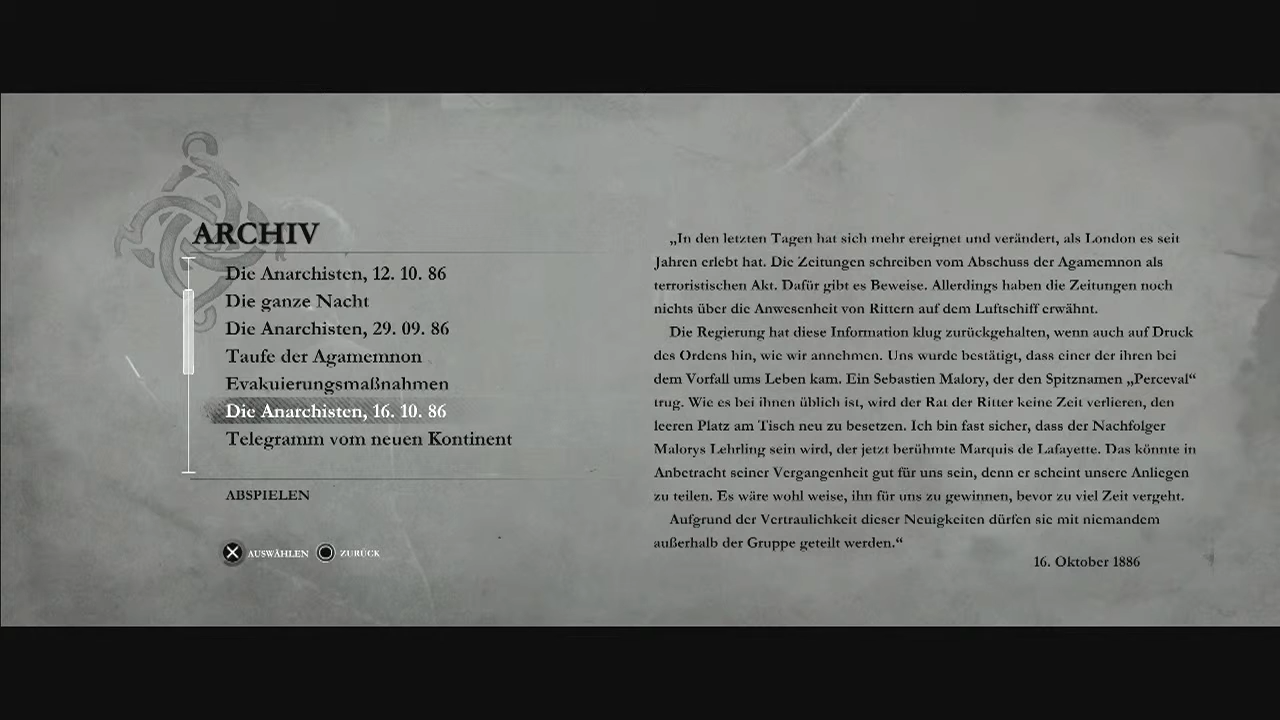 ARCHIV
Die Anarchisten, 12. 10. 86
Die ganze Nacht
Die Anarchisten, 29. 09. 86
Taufe der Agamemnon
Evakuierungsmaßnahmen
Die Anarchisten, 16. 10. 86
Telegramm vom neuen Kontinent
ABSPIELEN
AUSWÄHLEN ZURÜCK
„In den letzten Tagen hat sich mehr ereignet und verändert, als London es seit
Jahren erlebt hat. Die Zeitungen schreiben vom Abschuss der Agamemnon als
terroristischen Akt. Dafür gibt es Beweise. Allerdings haben die Zeitungen noch
nichts über die Anwesenheit von Rittern auf dem Luftschiff erwähnt.
Die Regierung hat diese Information klug zurückgehalten, wenn auch auf Druck
des Ordens hin, wie wir annehmen. Uns wurde bestätigt, dass einer der ihren bei
dem Vorfall ums Leben kam. Ein Sebastien Malory, der den Spitznamen „Perceval“
trug. Wie es bei ihnen üblich ist, wird der Rat der Ritter keine Zeit verlieren, den
leeren Platz am Tisch neu zu besetzen. Ich bin fast sicher, dass der Nachfolger
Malorys Lehrling sein wird, der jetzt berühmte Marquis de Lafayette. Das könnte in
Anbetracht seiner Vergangenheit gut für uns sein, denn er scheint unsere Anliegen
zu teilen. Es wäre wohl weise, ihn für uns zu gewinnen, bevor zu viel Zeit vergeht.
Aufgrund der Vertraulichkeit dieser Neuigkeiten dürfen sie mit niemandem
außerhalb der Gruppe geteilt werden.“
16. Oktober 1886